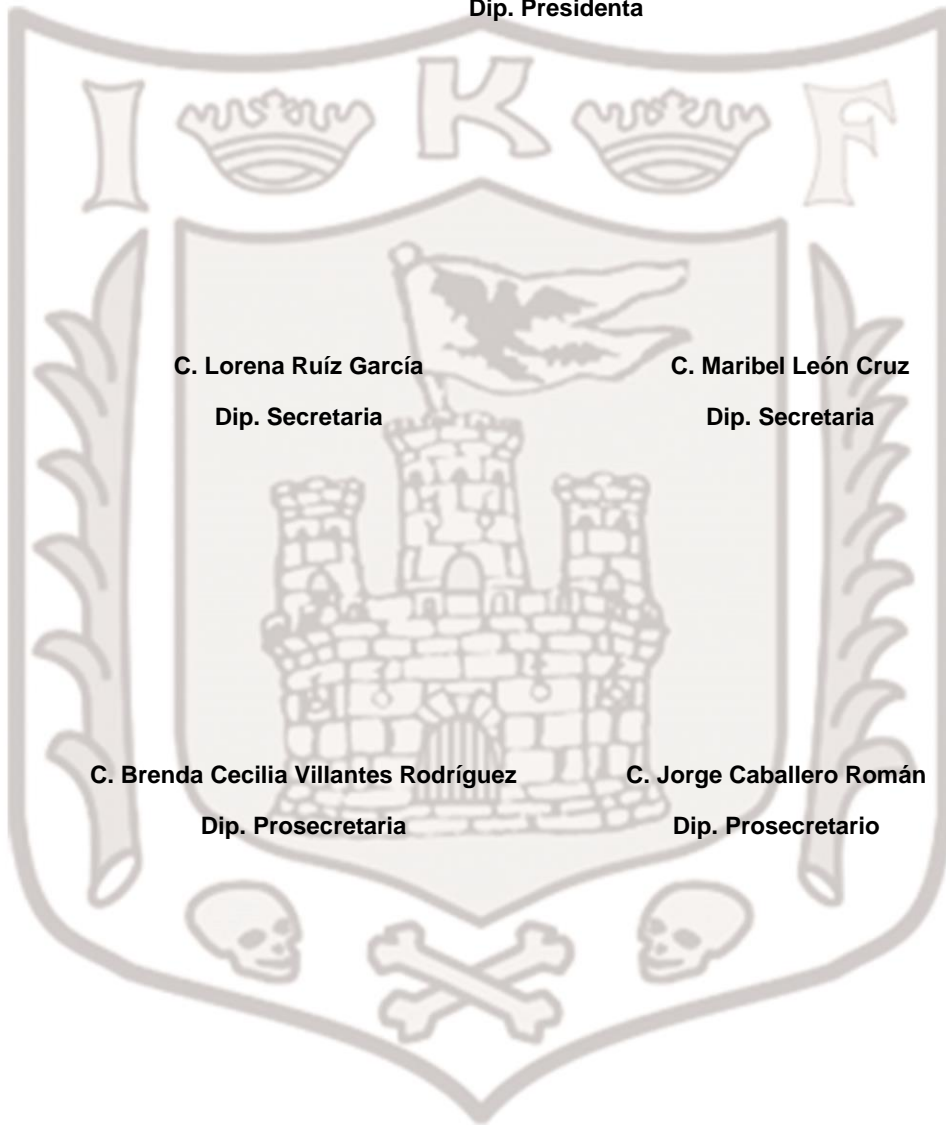 Dip. Presidenta
I K F
C. Lorena Ruíz García
C. Maribel León Cruz
Dip. Secretaria
Dip. Secretaria
C. Brenda Cecilia Villantes Rodríguez
C. Jorge Caballero Román
Dip. Prosecretaria
Dip. Prosecretario